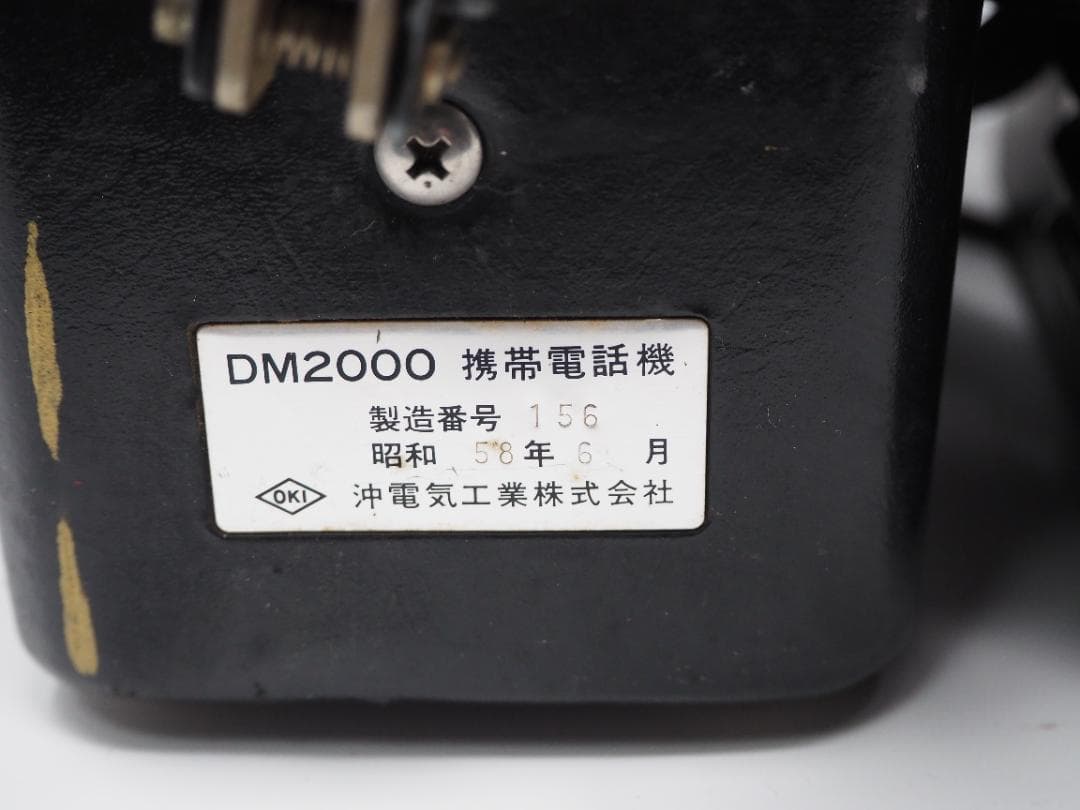 DM2000 携帯電話機
製造番号 156
昭和 58年 6 月
OKI 沖電気工業株式会社